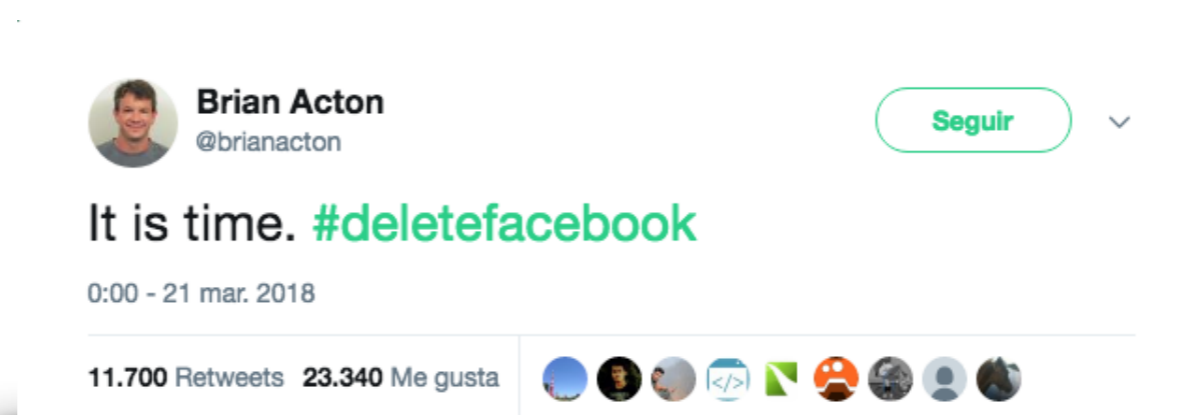 Brian Acton
@brianacton
Seguir
It is time. #deletefacebook
0:00 - 21 mar. 2018
11.700 Retweets 23.340 Me gusta
</>